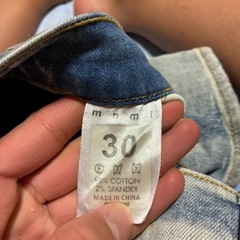 mnml
30
98% COTTON
2% SPANDEX
MADE IN CHINA